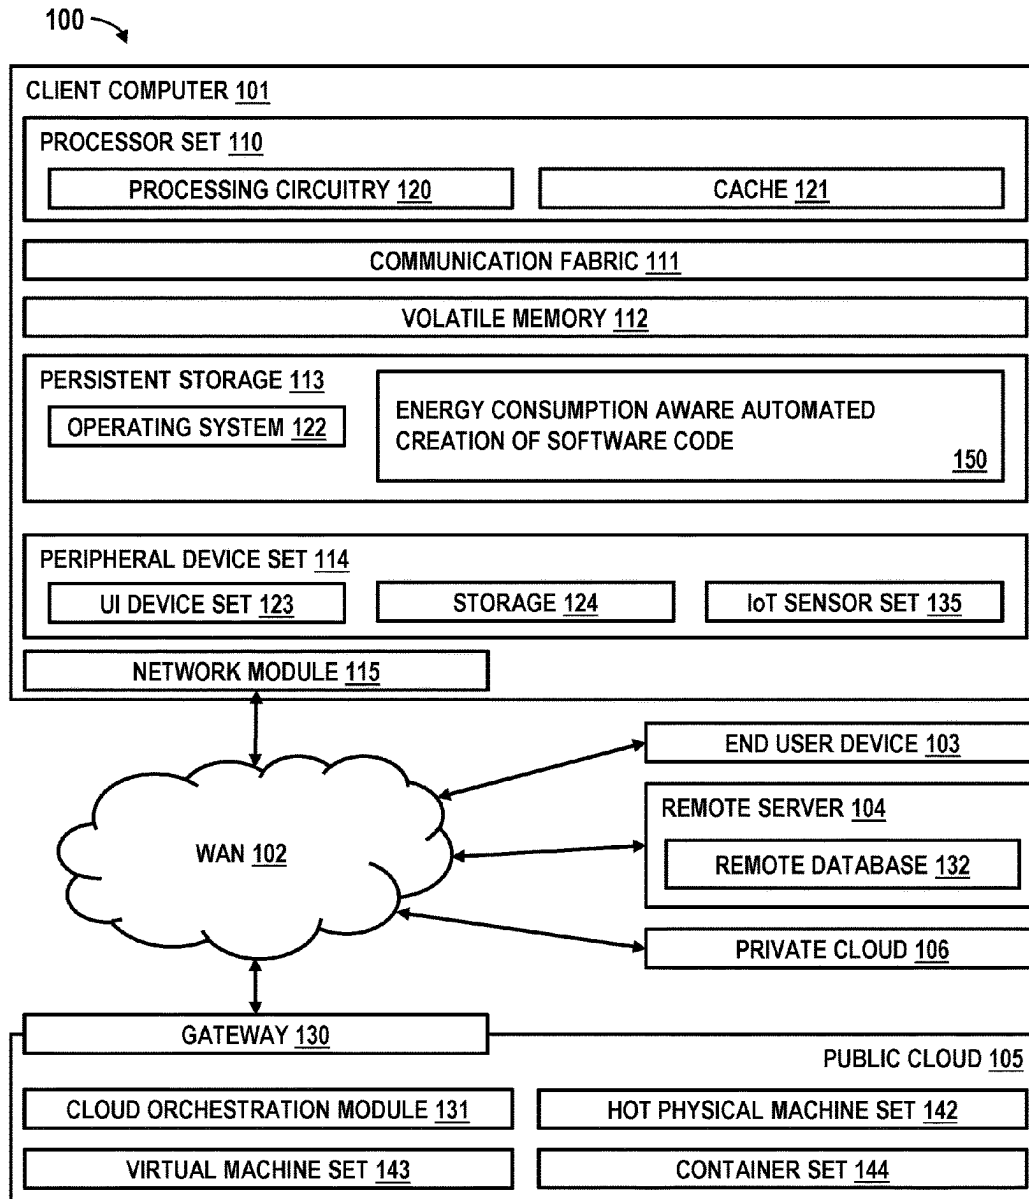 100
CLIENT COMPUTER 101
PROCESSOR SET 110
PROCESSING CIRCUITRY 120
CACHE 121
COMMUNICATION FABRIC 111
VOLATILE MEMORY 112
PERSISTENT STORAGE 113
OPERATING SYSTEM 122
ENERGY CONSUMPTION AWARE AUTOMATED
CREATION OF SOFTWARE CODE
150
PERIPHERAL DEVICE SET 114
UI DEVICE SET 123
STORAGE 124
IoT SENSOR SET 135
NETWORK MODULE 115
END USER DEVICE 103
REMOTE SERVER 104
WAN 102
REMOTE DATABASE 132
PRIVATE CLOUD 106
GATEWAY 130
PUBLIC CLOUD 105
CLOUD ORCHESTRATION MODULE 131
HOT PHYSICAL MACHINE SET 142
VIRTUAL MACHINE SET 143
CONTAINER SET 144